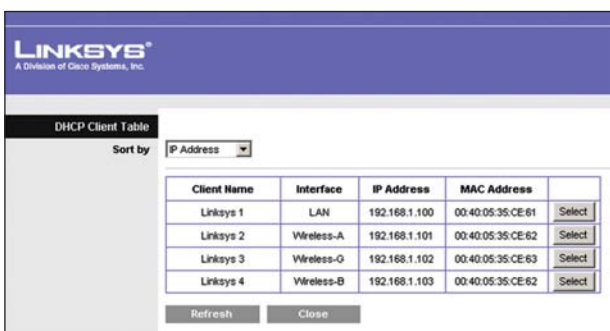 LINKSYS®
A Division of Cisco Systems, Inc.
DHCP Client Table
Sort by IP Address
Client Name Interface IP Address MAC Address
Linksys 1 LAN 192.168.1.100 00:40:05:35:CE:61 Select
Linksys 2 Wireless-A 192.168.1.101 00:40:05:35:CE:62 Select
Linksys 3 Wireless-G 192.168.1.102 00:40:05:35:CE:63 Select
Linksys 4 Wireless-B 192.168.1.103 00:40:05:35:CE:62 Select
Refresh Close